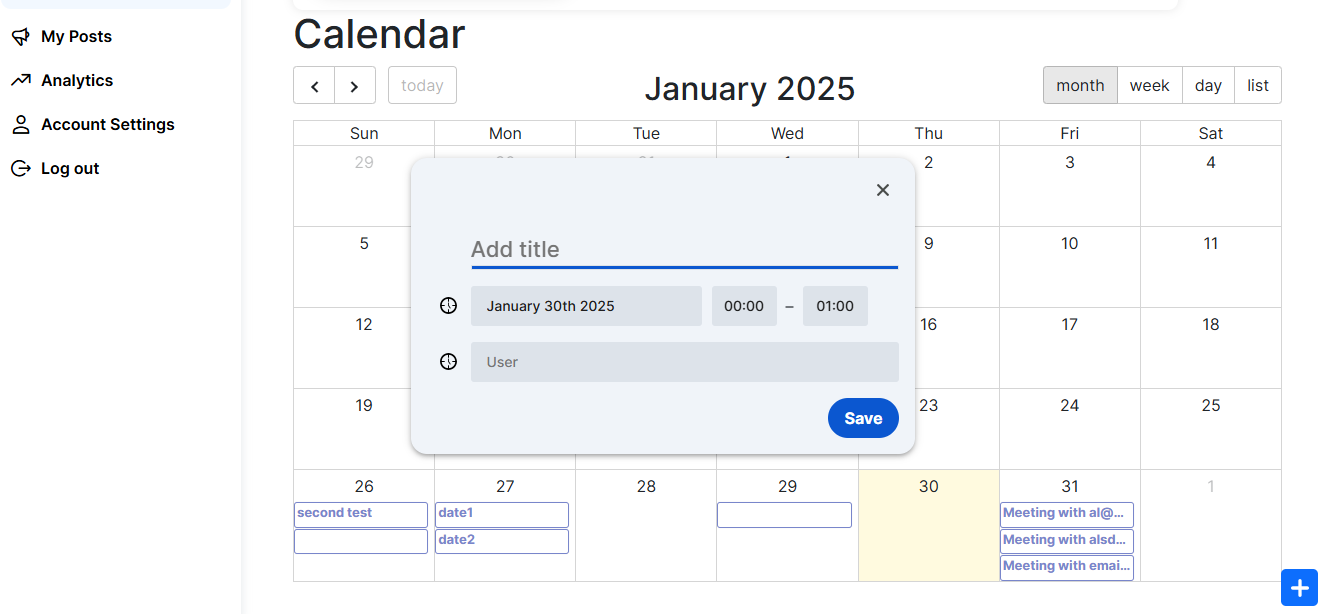 My Posts
Analytics
Account Settings
Log out
Calendar
today
January 2025
month week day list
Sun Mon Tue Wed Thu Fri Sat
29 2 3 4
Add title
January 30th 2025 00:00 – 01:00
User
Save
5 9 10 11
12 16 17 18
19 23 24 25
26 27 28 29 30 31 1
second test date1 Meeting with al@...
date2 Meeting with alsd...
Meeting with emai...